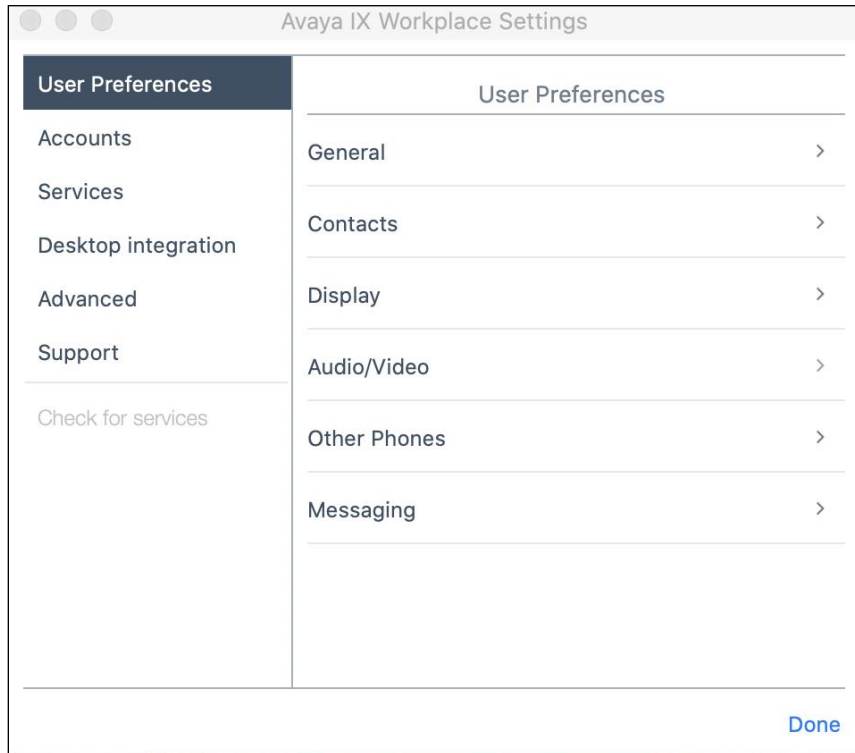 Avaya IX Workplace Settings
User Preferences
Accounts
Services
Desktop integration
Advanced
Support
Check for services
User Preferences
General
Contacts
Display
Audio/Video
Other Phones
Messaging
Done